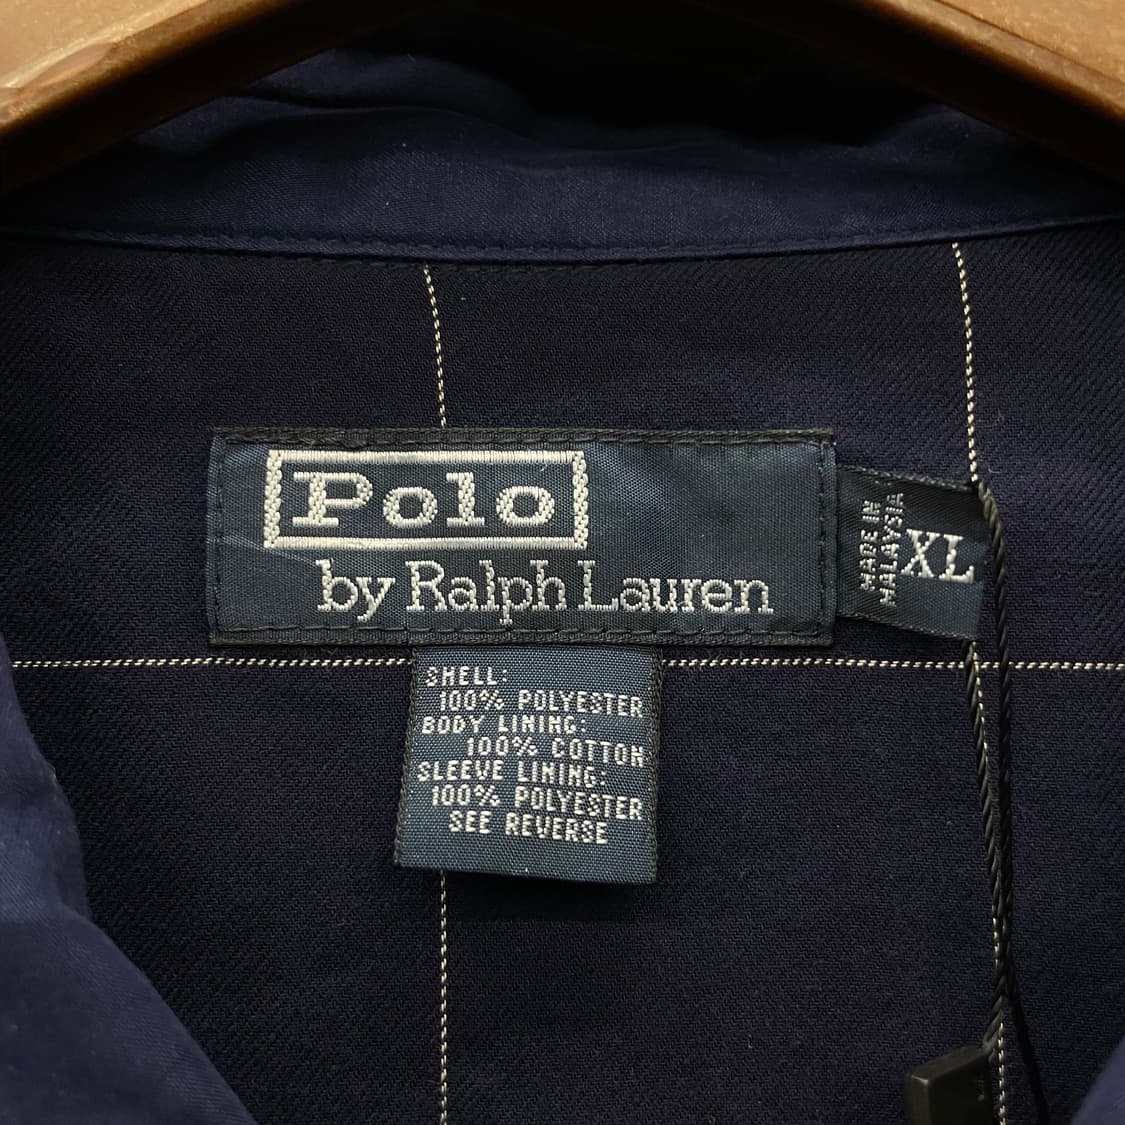 Polo
by Ralph Lauren
MADE IN
MALAYSIA
XL
SHELL:
100% POLYESTER
BODY LINING:
100% COTTON
SLEEVE LINING:
100% POLYESTER
SEE REVERSE